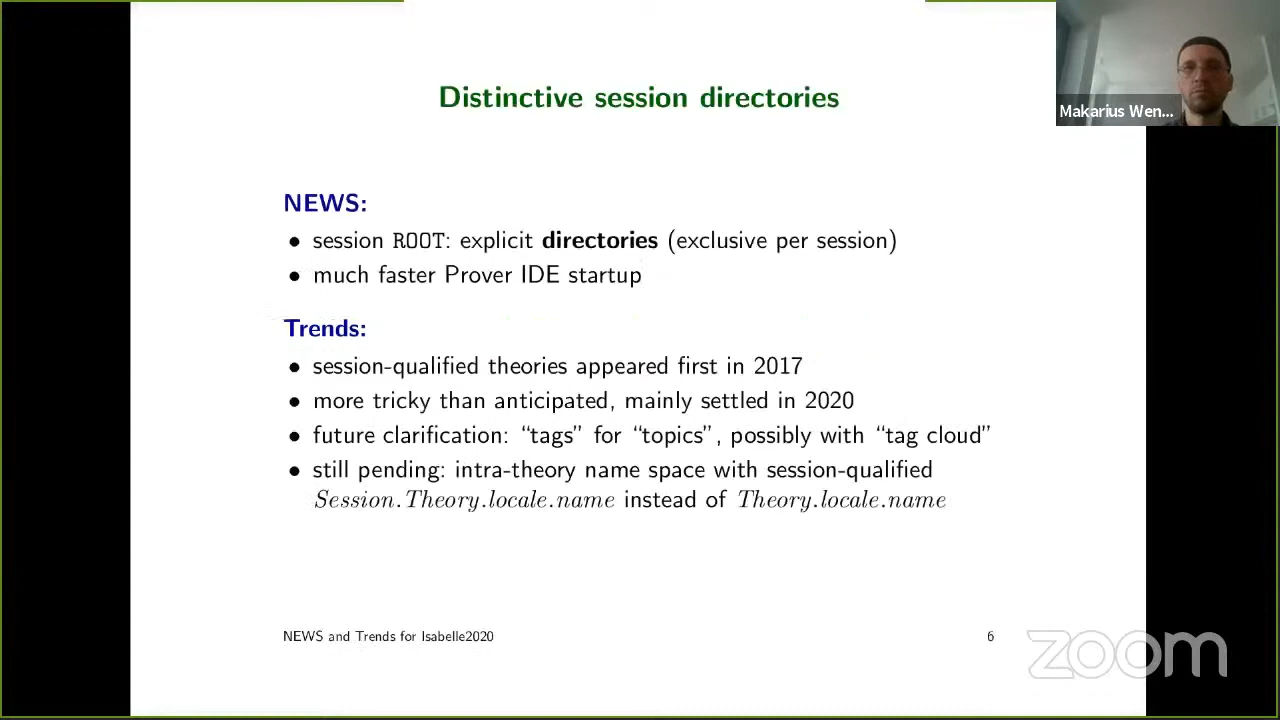 Distinctive session directories
Makarius Wen...
NEWS:
• session ROOT: explicit directories (exclusive per session)
• much faster Prover IDE startup
Trends:
• session-qualified theories appeared first in 2017
• more tricky than anticipated, mainly settled in 2020
• future clarification: “tags” for “topics”, possibly with “tag cloud”
• still pending: intra-theory name space with session-qualified
Session.Theory.locale.name instead of Theory.locale.name
NEWS and Trends for Isabelle2020
6
zoom